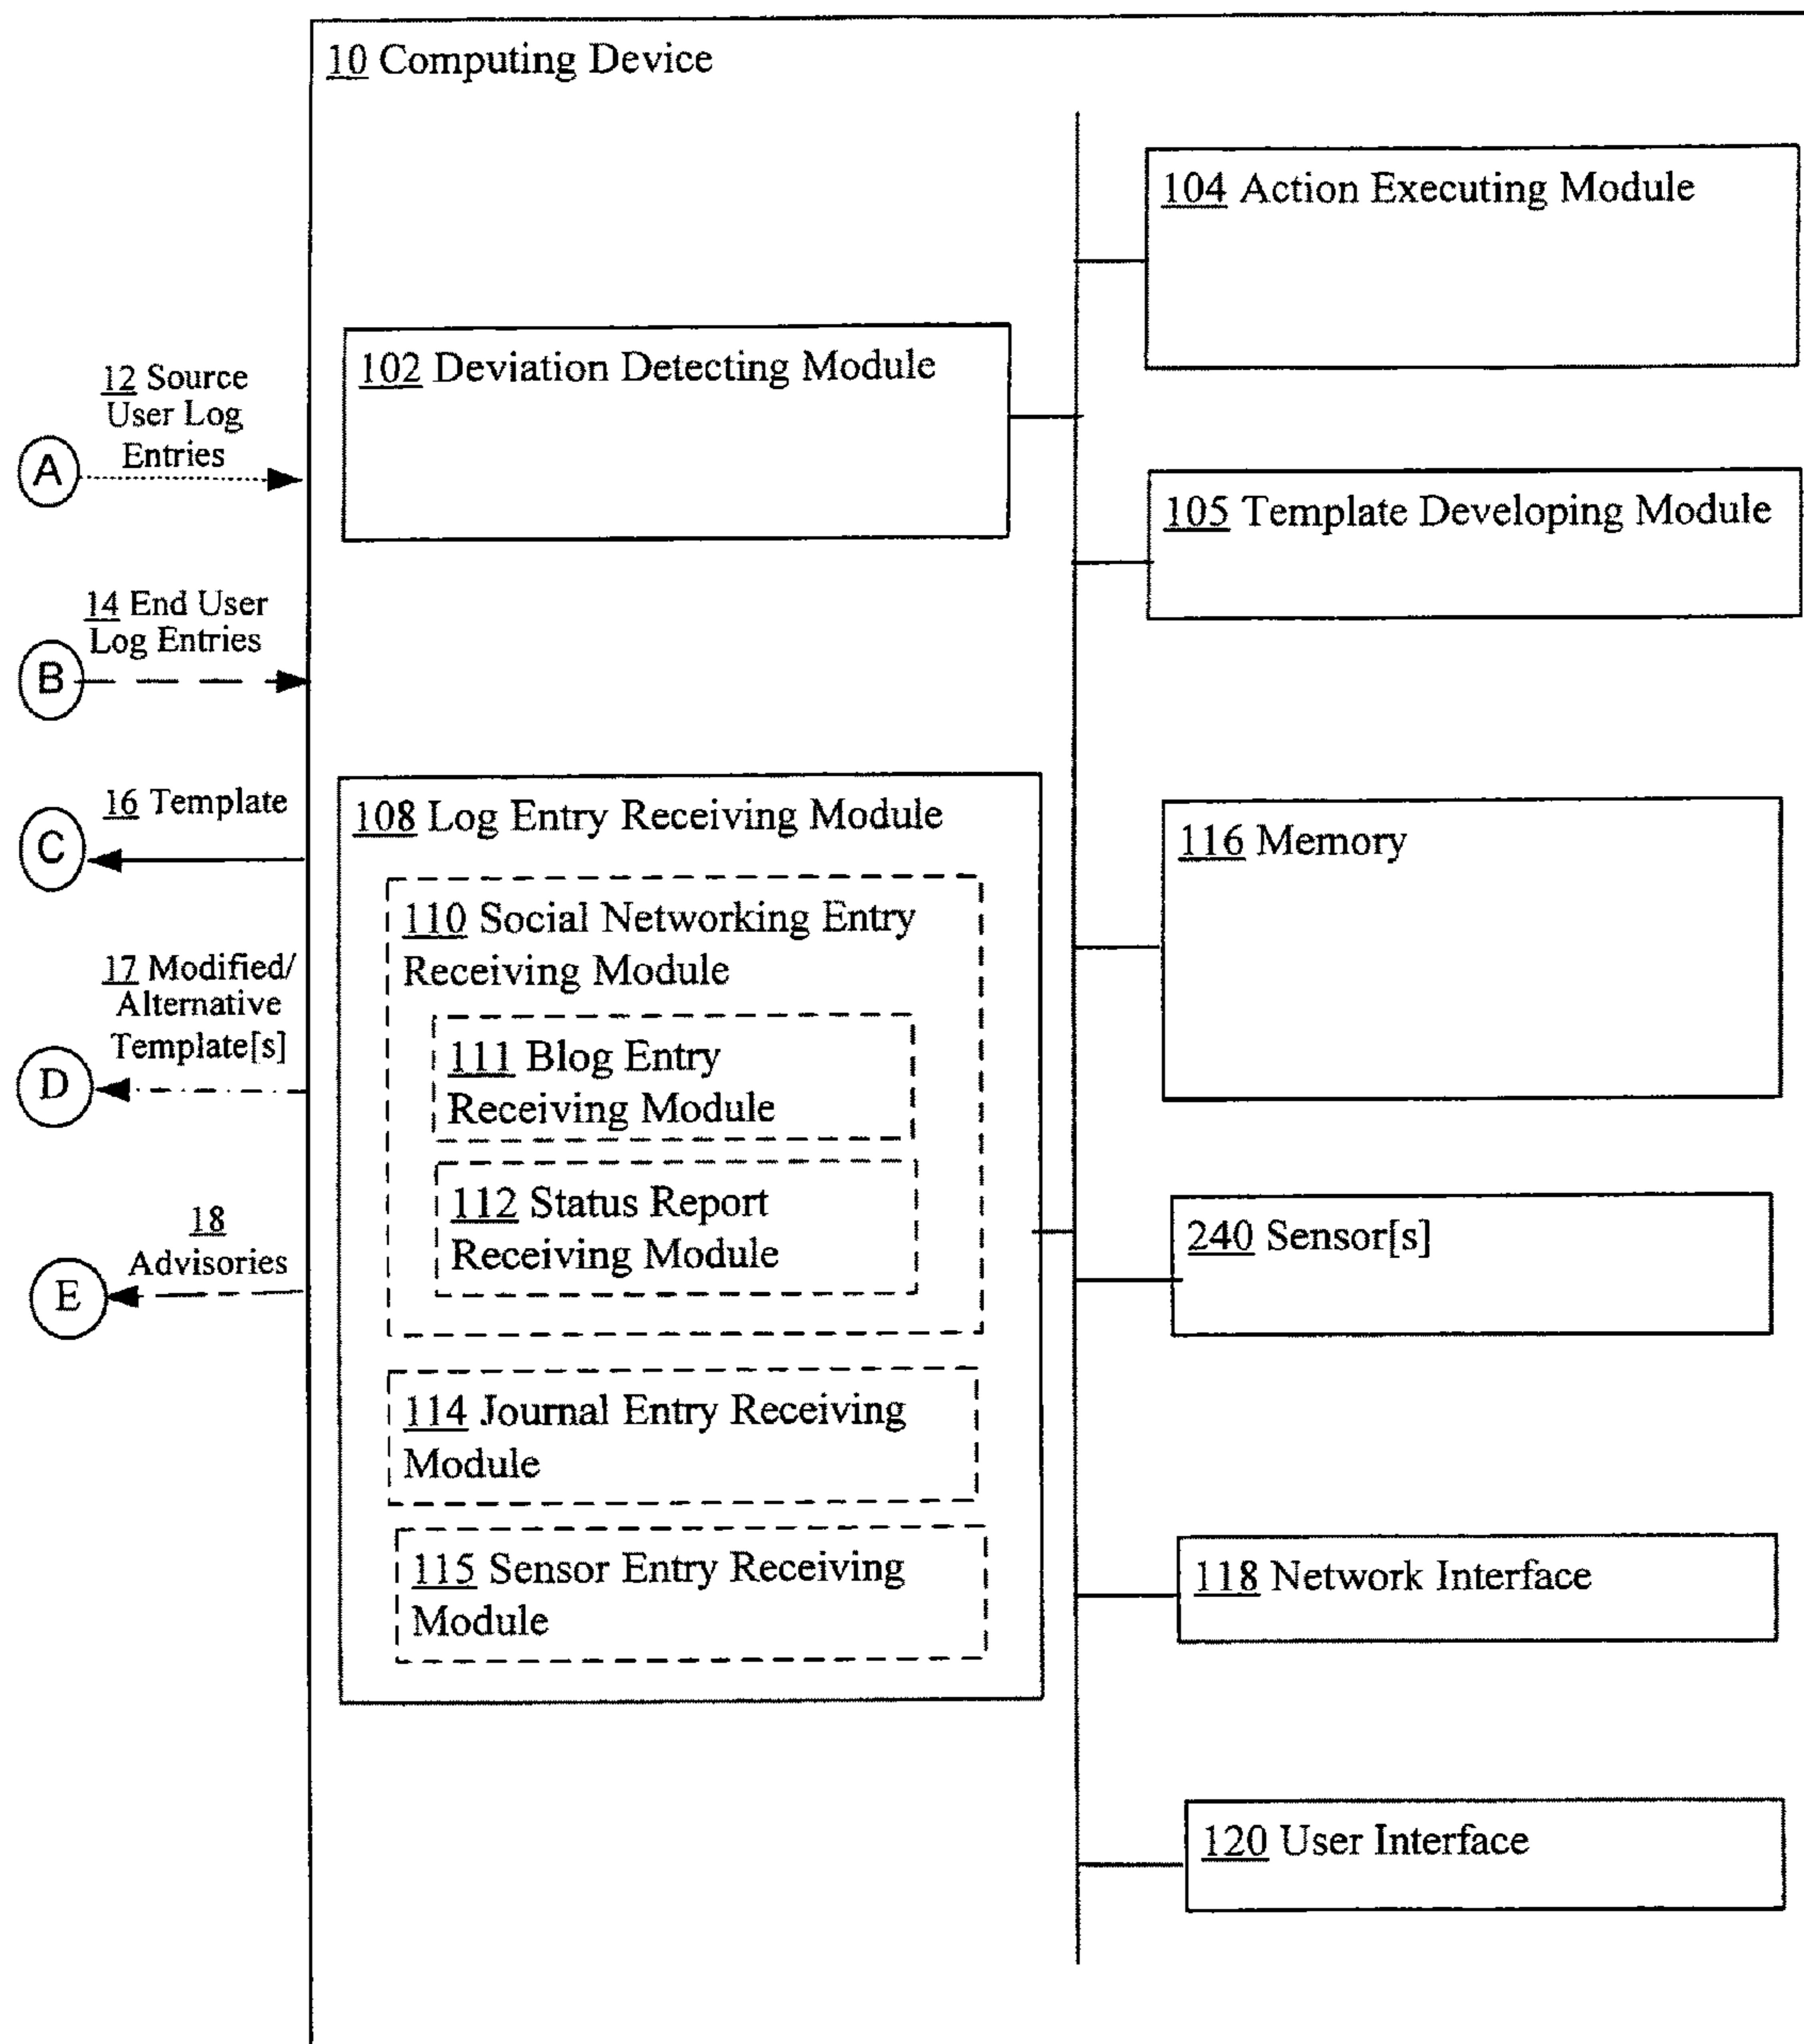 10 Computing Device
12 Source
User Log
Entries
A
14 End User
Log Entries
B
16 Template
C
17 Modified/
Alternative
Template[s]
D
18
Advisories
E
102 Deviation Detecting Module
108 Log Entry Receiving Module
110 Social Networking Entry
Receiving Module
111 Blog Entry
Receiving Module
112 Status Report
Receiving Module
114 Journal Entry Receiving
Module
115 Sensor Entry Receiving
Module
104 Action Executing Module
105 Template Developing Module
116 Memory
240 Sensor[s]
118 Network Interface
120 User Interface